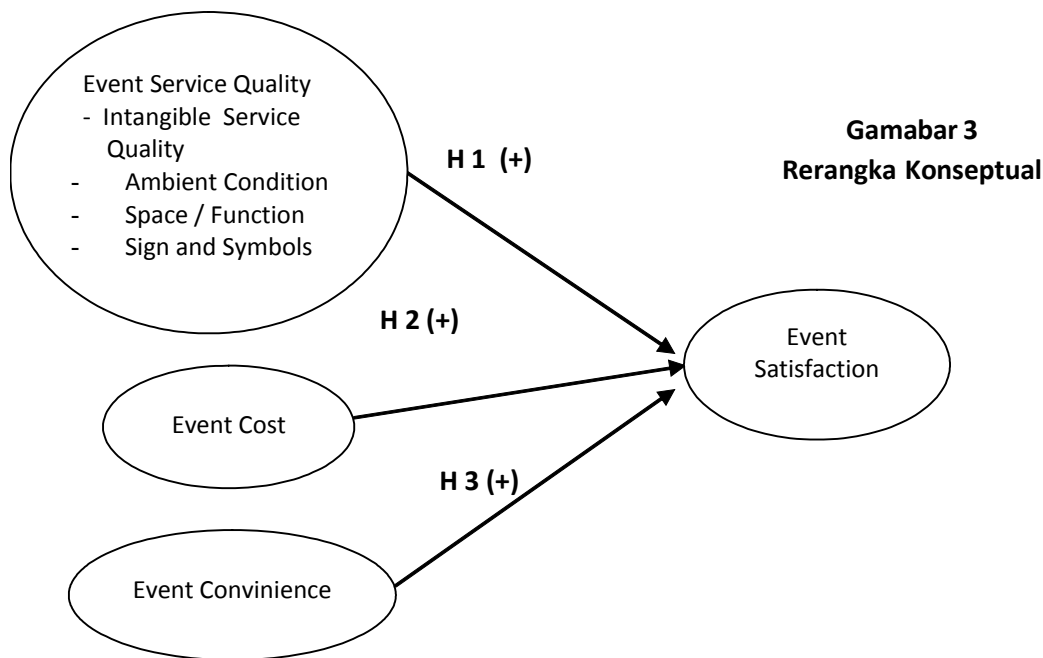 Event Service Quality
- Intangible Service
Quality
- Ambient Condition
- Space / Function
- Sign and Symbols
H 1 (+)
Gamabar 3
Rerangka Konseptual
H 2 (+)
Event
Satisfaction
Event Cost
H 3 (+)
Event Convinience